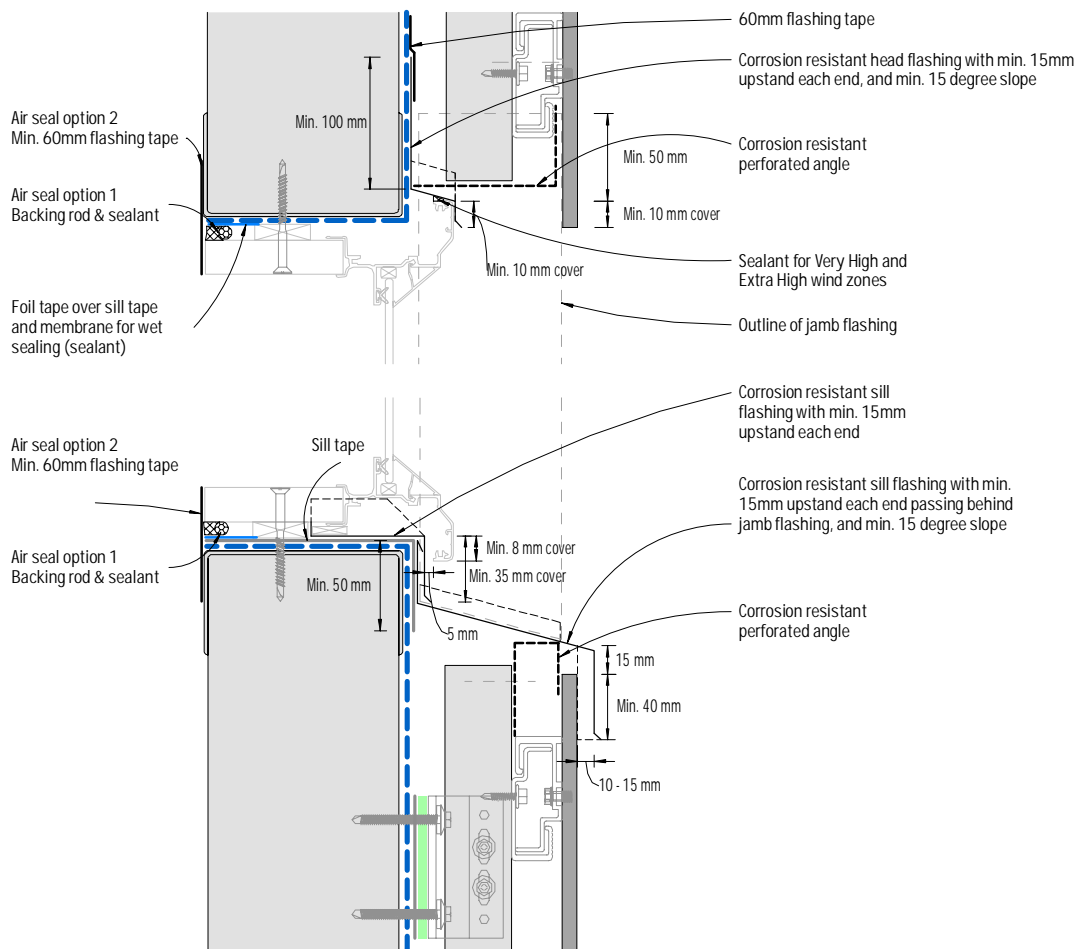 60mm flashing tape
Corrosion resistant head flashing with min. 15mm
upstand each end, and min. 15 degree slope
Air seal option 2
Min. 60mm flashing tape
Min. 100 mm
Min. 50 mm
Corrosion resistant
perforated angle
Air seal option 1
Backing rod & sealant
Min. 10 mm cover
Min. 10 mm cover
Sealant for Very High and
Extra High wind zones
Foil tape over sill tape
and membrane for wet
sealing (sealant)
Outline of jamb flashing
Corrosion resistant sill
flashing with min. 15mm
upstand each end
Air seal option 2
Min. 60mm flashing tape
Sill tape
Corrosion resistant sill flashing with min.
15mm upstand each end passing behind
jamb flashing, and min. 15 degree slope
Air seal option 1
Backing rod & sealant
Min. 8 mm cover
Min. 35 mm cover
Min. 50 mm
5 mm
Corrosion resistant
perforated angle
15 mm
Min. 40 mm
10 - 15 mm